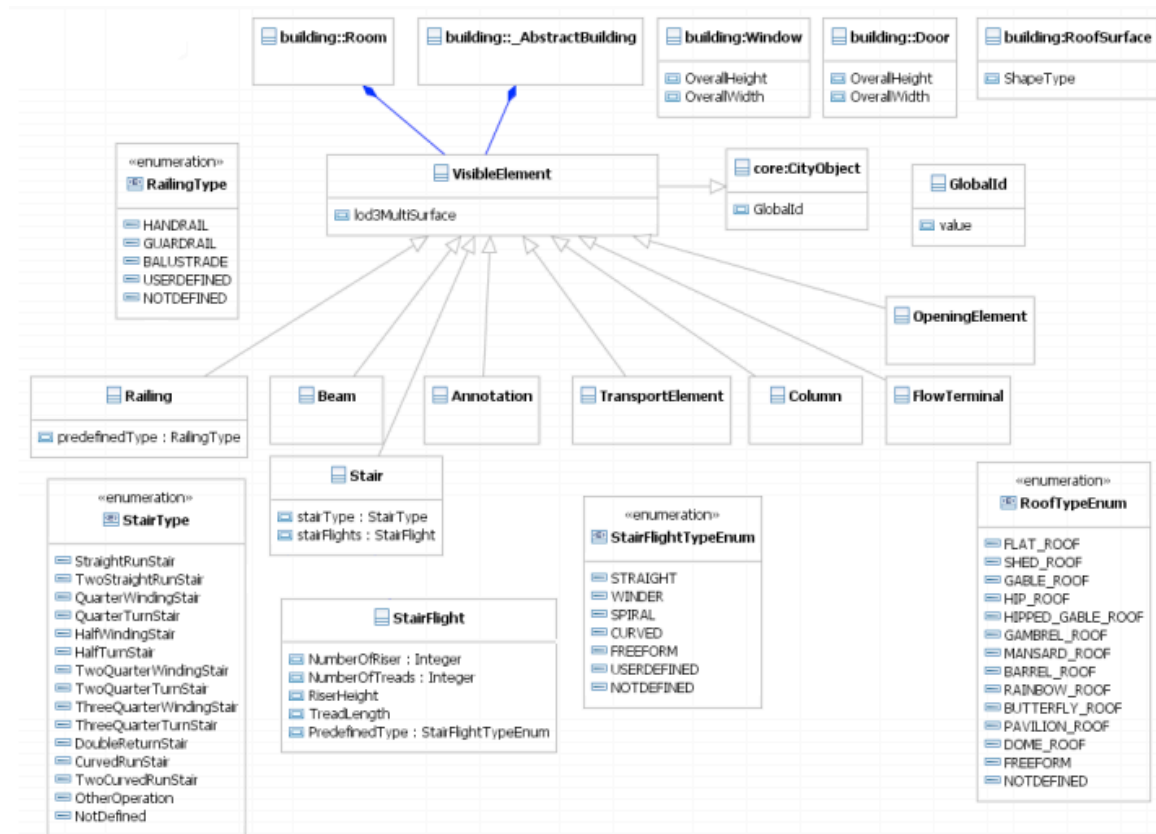 building::Room
building::_AbstractBuilding
building:Window
OveralHeight
OverallWidth
building::Door
OveralHeight
OverallWidth
building:RoofSurface
ShapeType
«enumeration»
RailingType
HANDRAIL
GUARDRAIL
BALUSTRADE
USERDEFINED
NOTDEFINED
VisibleElement
lod3MultiSurface
core:CityObject
GlobalId
GlobalId
value
OpeningElement
Railing
predefinedType : RailingType
Beam
Annotation
TransportElement
Column
FlowTerminal
Stair
stairType : StairType
stairFlights : StairFlight
«enumeration»
StairType
StraightRunStair
TwoStraightRunStair
QuarterWindingStair
QuarterTurnStair
HalfWindingStair
HalfTurnStair
TwoQuarterWindingStair
TwoQuarterTurnStair
ThreeQuarterWindingStair
ThreeQuarterTurnStair
DoubleReturnStair
CurvedRunStair
TwoCurvedRunStair
OtherOperation
NotDefined
StairFlight
NumberOfRiser : Integer
NumberOfTreads : Integer
RiserHeight
TreadLength
PredefinedType : StairFlightTypeEnum
«enumeration»
StairFlightTypeEnum
STRAIGHT
WINDER
SPIRAL
CURVED
FREEFORM
USERDEFINED
NOTDEFINED
«enumeration»
RoofTypeEnum
FLAT_ROOF
SHED_ROOF
GABLE_ROOF
HIP_ROOF
HIPPED_GABLE_ROOF
GAMBREL_ROOF
MANSARD_ROOF
BARREL_ROOF
RAINBOW_ROOF
BUTTERFLY_ROOF
PAVILION_ROOF
DOME_ROOF
FREEFORM
NOTDEFINED